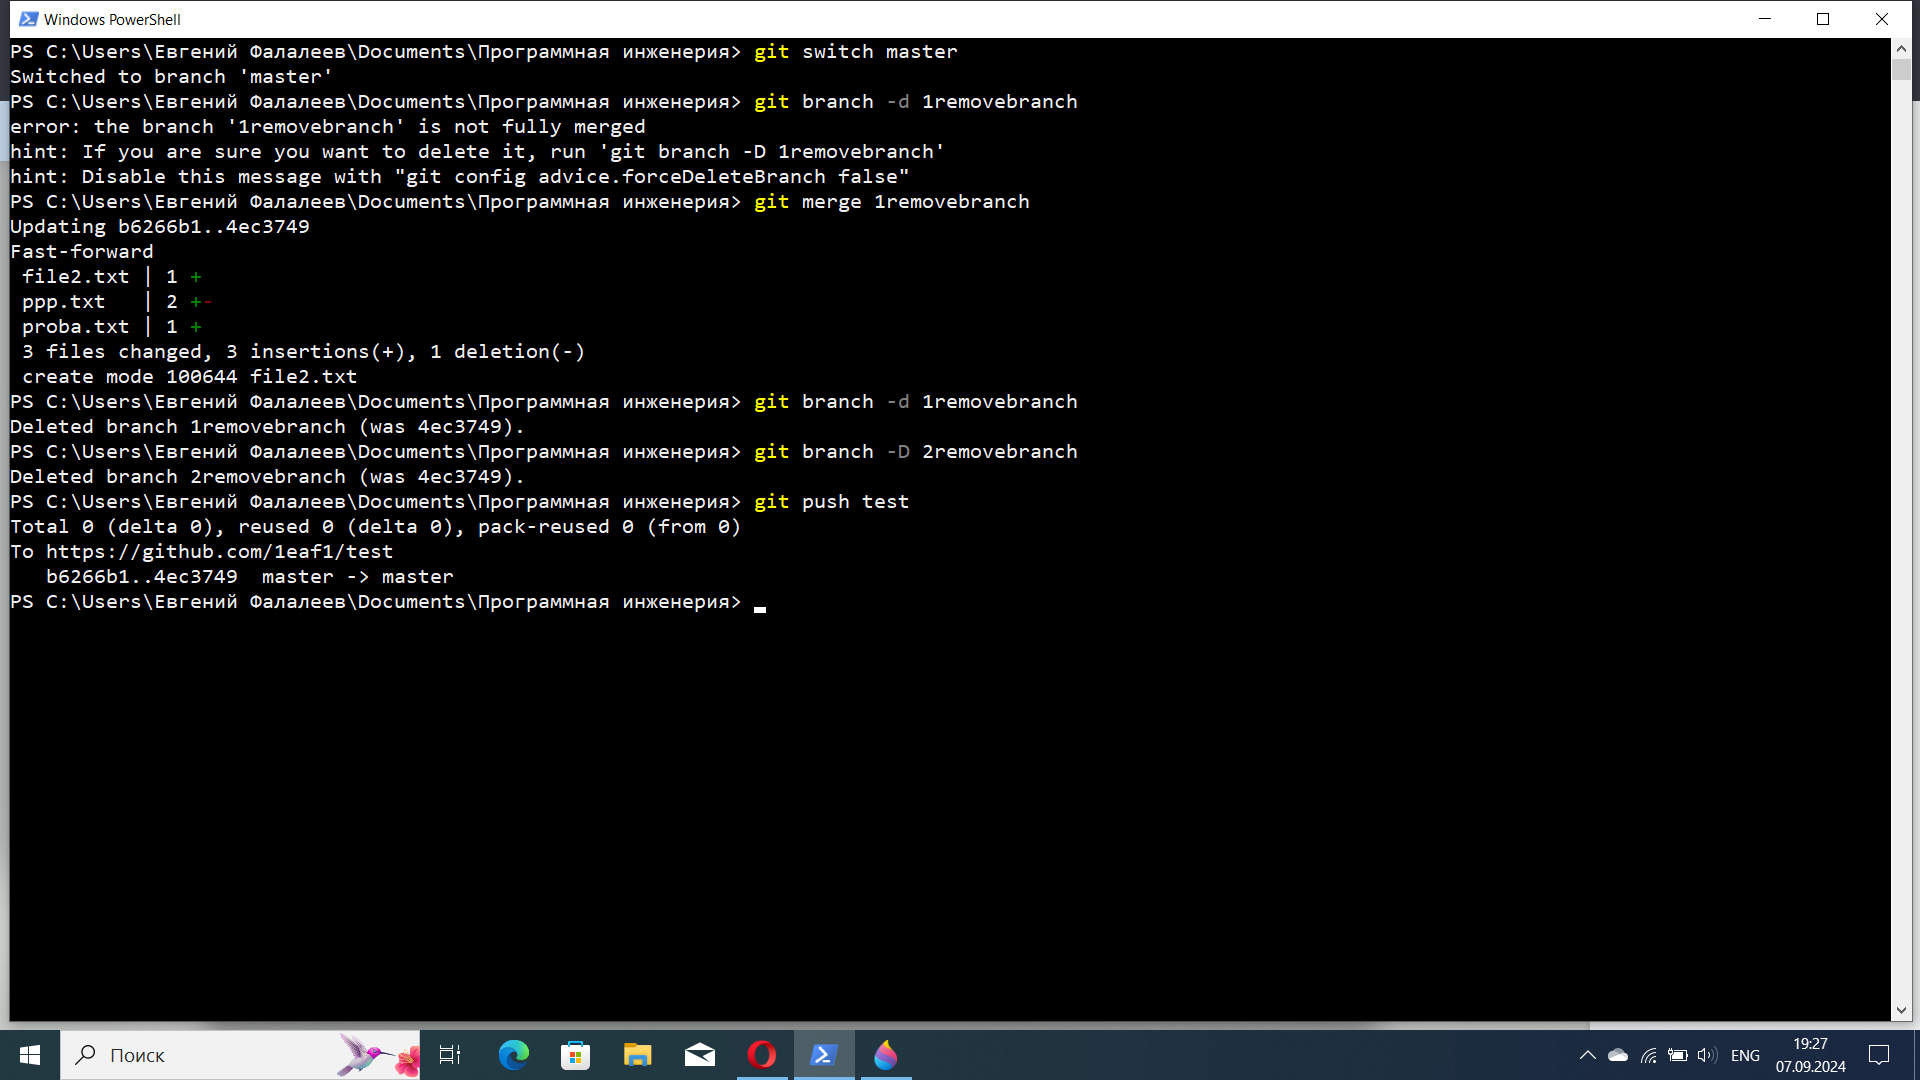 Windows PowerShell
PS C:\Users\Евгений Фалалеев\Documents\Программная инженерия> git switch master
Switched to branch 'master'
PS C:\Users\Евгений Фалалеев\Documents\Программная инженерия> git branch -d 1removebranch
error: the branch '1removebranch' is not fully merged
hint: If you are sure you want to delete it, run 'git branch -D 1removebranch'
hint: Disable this message with "git config advice.forceDeleteBranch false"
PS C:\Users\Евгений Фалалеев\Documents\Программная инженерия> git merge 1removebranch
Updating b6266b1..4ec3749
Fast-forward
 file2.txt | 1 +
 ppp.txt   | 2 +-
 proba.txt | 1 +
 3 files changed, 3 insertions(+), 1 deletion(-)
 create mode 100644 file2.txt
PS C:\Users\Евгений Фалалеев\Documents\Программная инженерия> git branch -d 1removebranch
Deleted branch 1removebranch (was 4ec3749).
PS C:\Users\Евгений Фалалеев\Documents\Программная инженерия> git branch -D 2removebranch
Deleted branch 2removebranch (was 4ec3749).
PS C:\Users\Евгений Фалалеев\Documents\Программная инженерия> git push test
Total 0 (delta 0), reused 0 (delta 0), pack-reused 0 (from 0)
To https://github.com/1eaf1/test
   b6266b1..4ec3749  master -> master
PS C:\Users\Евгений Фалалеев\Documents\Программная инженерия>
Поиск
ENG
19:27
07.09.2024